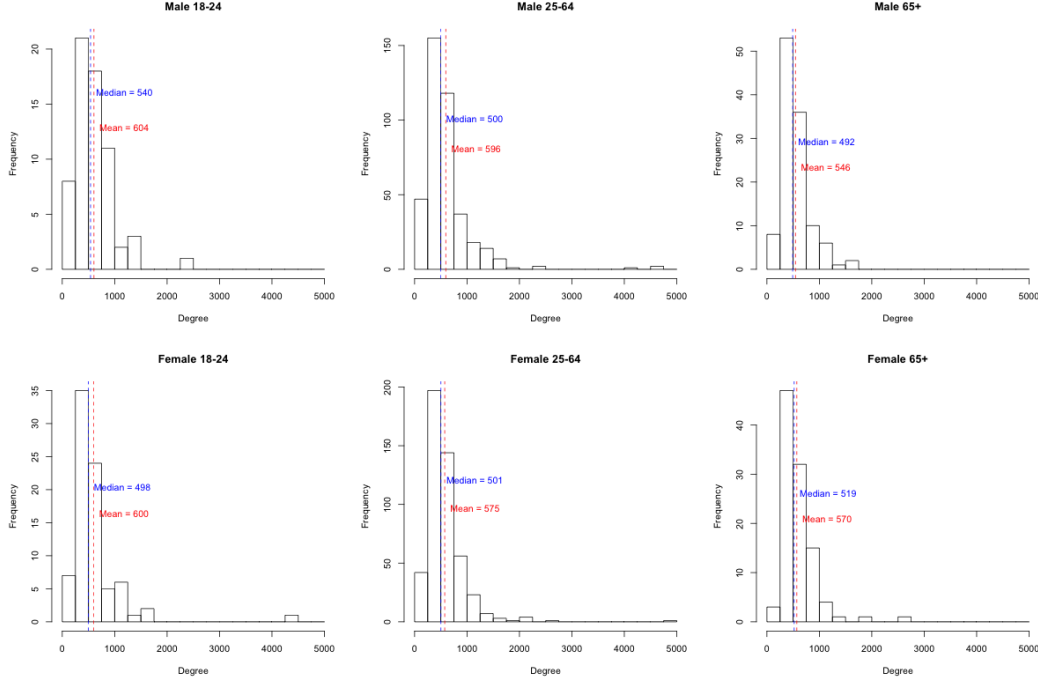 Male 18-24
Male 25-64
Male 65+
Frequency
0
5
10
15
20
Median = 540
Mean = 604
0
1000
2000
3000
4000
5000
Degree
Frequency
0
50
100
150
Median = 500
Mean = 596
0
1000
2000
3000
4000
5000
Degree
Frequency
0
10
20
30
40
50
Median = 492
Mean = 546
0
1000
2000
3000
4000
5000
Degree
Female 18-24
Female 25-64
Female 65+
Frequency
0
5
10
15
20
25
30
35
Median = 498
Mean = 600
0
1000
2000
3000
4000
5000
Degree
Frequency
0
50
100
150
200
Median = 501
Mean = 575
0
1000
2000
3000
4000
5000
Degree
Frequency
0
10
20
30
40
Median = 519
Mean = 570
0
1000
2000
3000
4000
5000
Degree